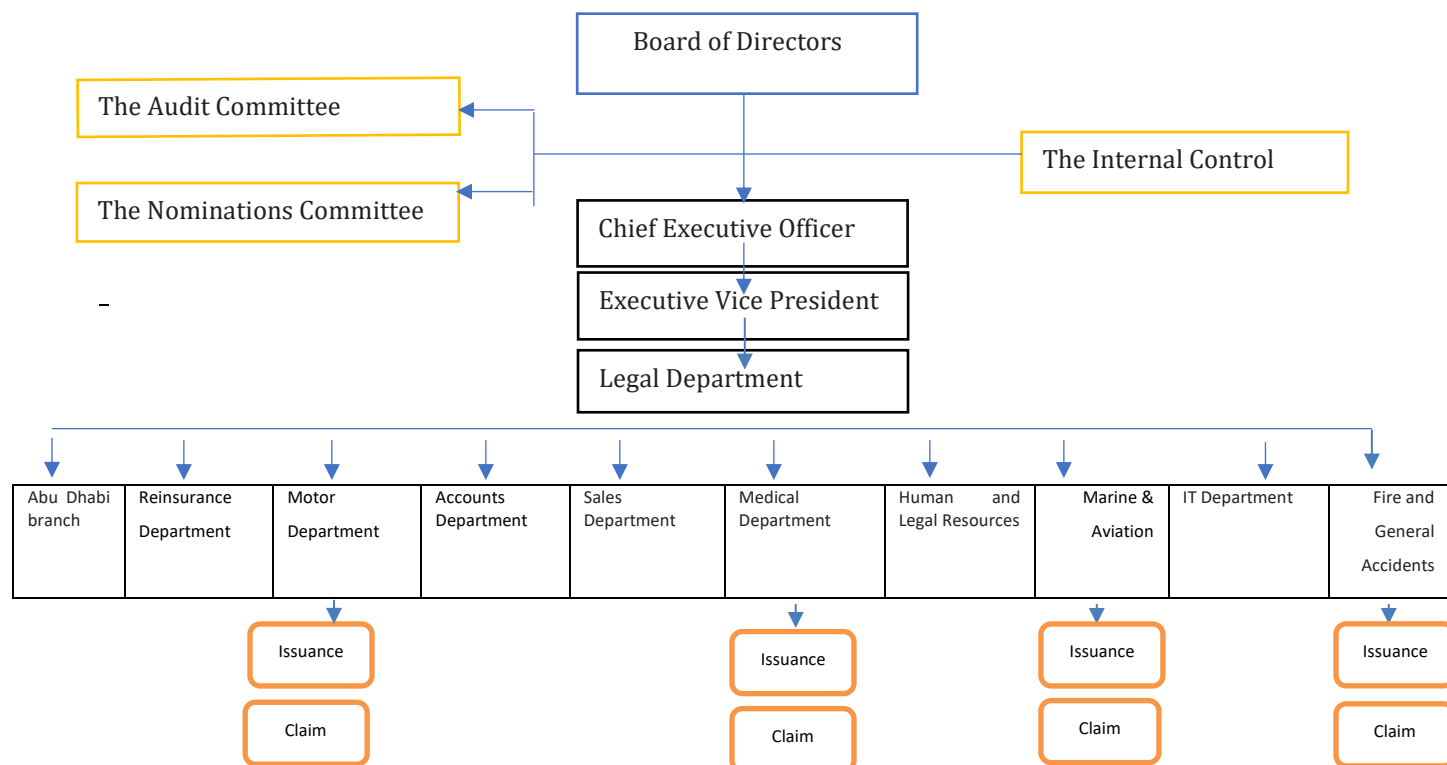 Board of Directors
The Audit Committee
The Internal Control
The Nominations Committee
Chief Executive Officer
–
Executive Vice President
Legal Department
Abu Dhabi
branch
Reinsurance
Department
Motor
Department
Accounts
Department
Sales
Department
Medical
Department
Human and
Legal Resources
Marine &
Aviation
IT Department
Fire and
General
Accidents
Issuance
Issuance
Issuance
Issuance
Claim
Claim
Claim
Claim